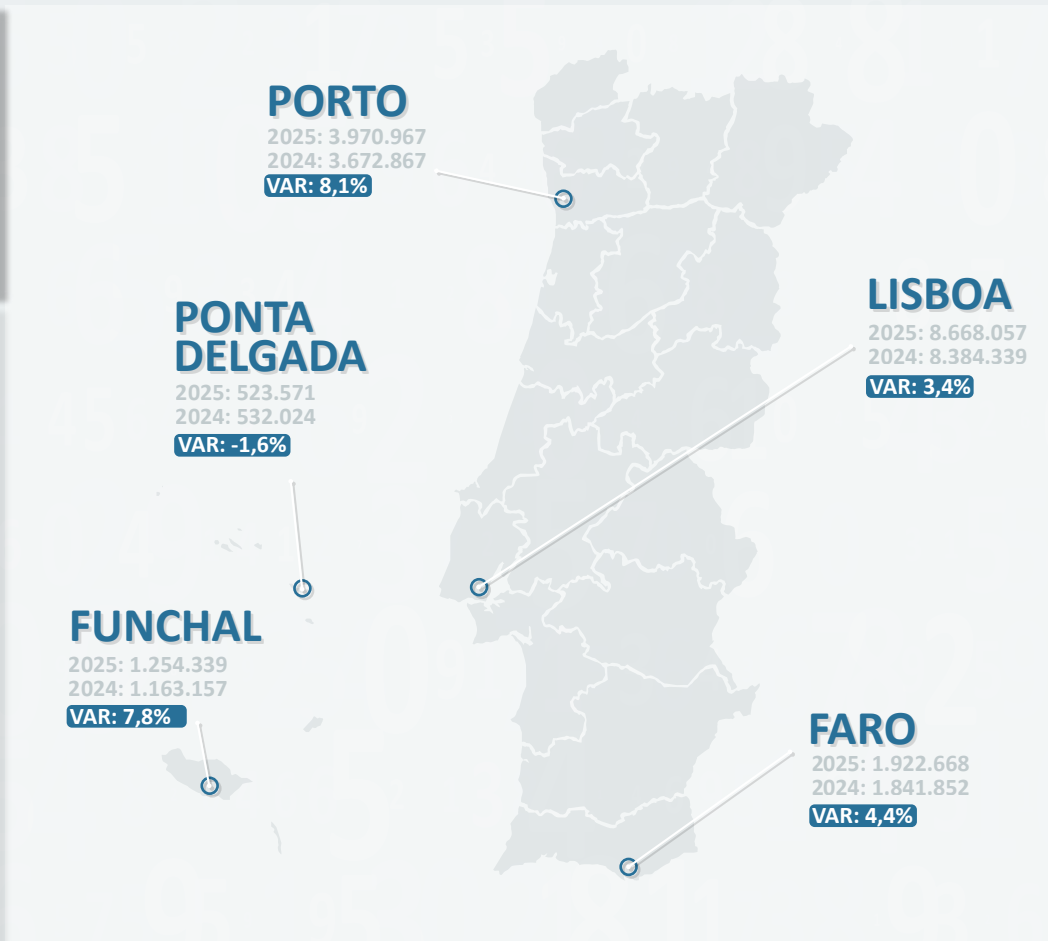 PORTO
2025: 3.970.967
2024: 3.672.867
VAR: 8,1%
LISBOA
2025: 8.668.057
2024: 8.384.339
VAR: 3,4%
PONTA
DELGADA
2025: 523.571
2024: 532.024
VAR: -1,6%
FUNCHAL
2025: 1.254.339
2024: 1.163.157
VAR: 7,8%
FARO
2025: 1.922.668
2024: 1.841.852
VAR: 4,4%